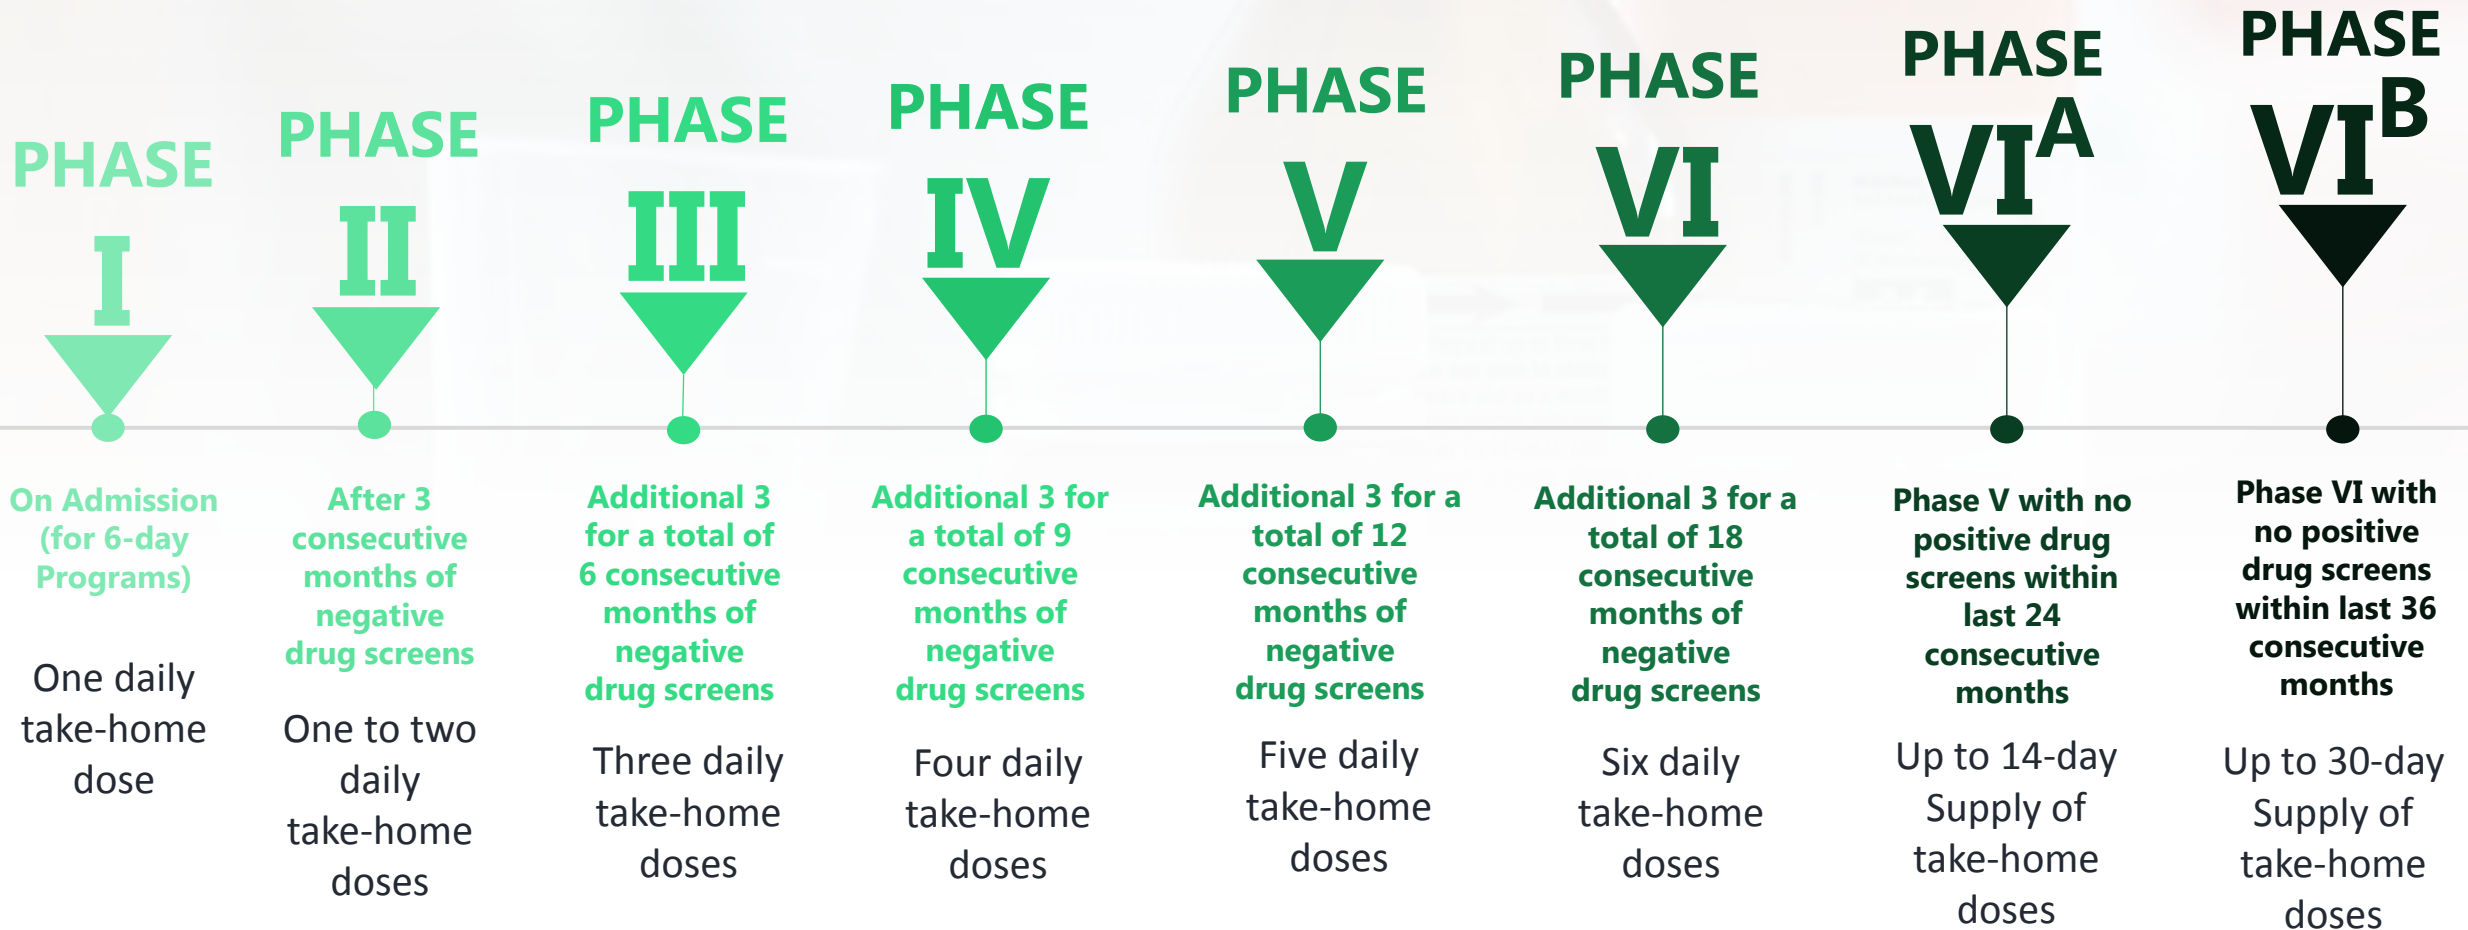 PHASE
I
On Admission
(for 6-day
Programs)
One daily
take-home
dose
PHASE
II
After 3
consecutive
months of
negative
drug screens
One to two
daily
take-home
doses
PHASE
III
Additional 3
for a total of
6 consecutive
months of
negative
drug screens
Three daily
take-home
doses
PHASE
IV
Additional 3 for
a total of 9
consecutive
months of
negative
drug screens
Four daily
take-home
doses
PHASE
V
Additional 3 for a
total of 12
consecutive
months of
negative
drug screens
Five daily
take-home
doses
PHASE
VI
Additional 3 for a
total of 18
consecutive
months of
negative
drug screens
Six daily
take-home
doses
PHASE
VIA
Phase V with no
positive drug
screens within
last 24
consecutive
months
Up to 14-day
Supply of
take-home
doses
PHASE
VIB
Phase VI with
no positive
drug screens
within last 36
consecutive
months
Up to 30-day
Supply of
take-home
doses